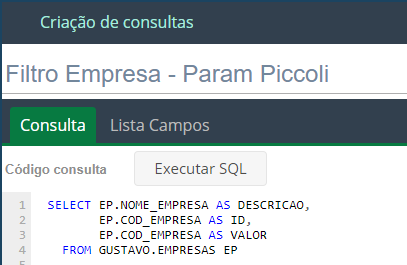 Criação de consultas
Filtro Empresa - Param Piccoli
Consulta Lista Campos
Código consulta Executar SQL
1 SELECT EP.NOME_EMPRESA AS DESCRICAO,
2 EP.COD_EMPRESA AS ID,
3 EP.COD_EMPRESA AS VALOR
4 FROM GUSTAVO.EMPRESAS EP
5